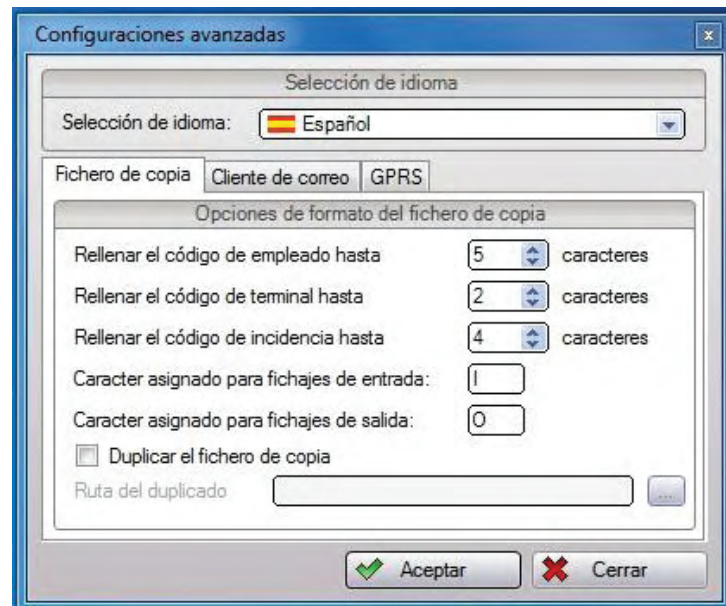 Configuraciones avanzadas
Selección de idioma
Selección de idioma: Español
Fichero de copia Cliente de correo GPRS
Opciones de formato del fichero de copia
Rellenar el código de empleado hasta 5 caracteres
Rellenar el código de terminal hasta 2 caracteres
Rellenar el código de incidencia hasta 4 caracteres
Caracter asignado para fichajes de entrada: I
Caracter asignado para fichajes de salida: O
Duplicar el fichero de copia
Ruta del duplicado ...
Aceptar Cerrar